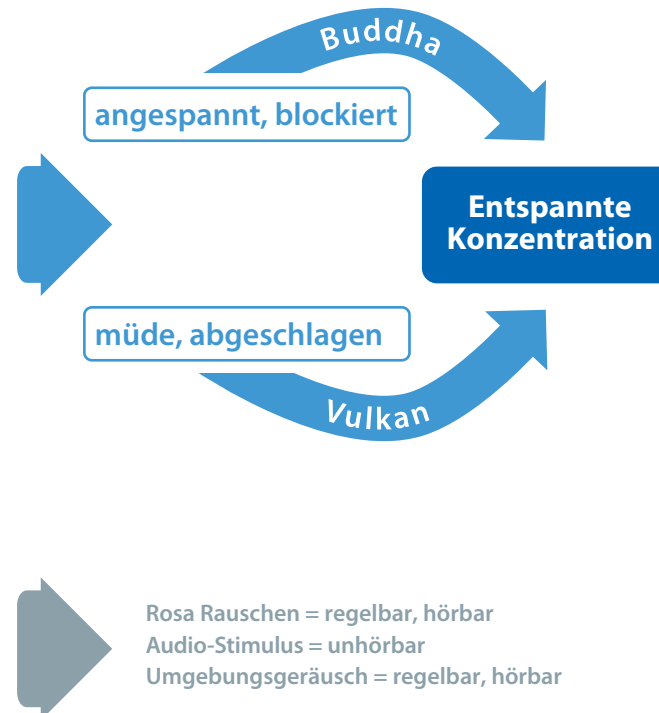 Buddha
angespannt, blockiert
Entspannte
Konzentration
müde, abgeschlagen
Vulkan
Rosa Rauschen = regelbar, hörbar
Audio-Stimulus = unhörbar
Umgebungsgeräusch = regelbar, hörbar